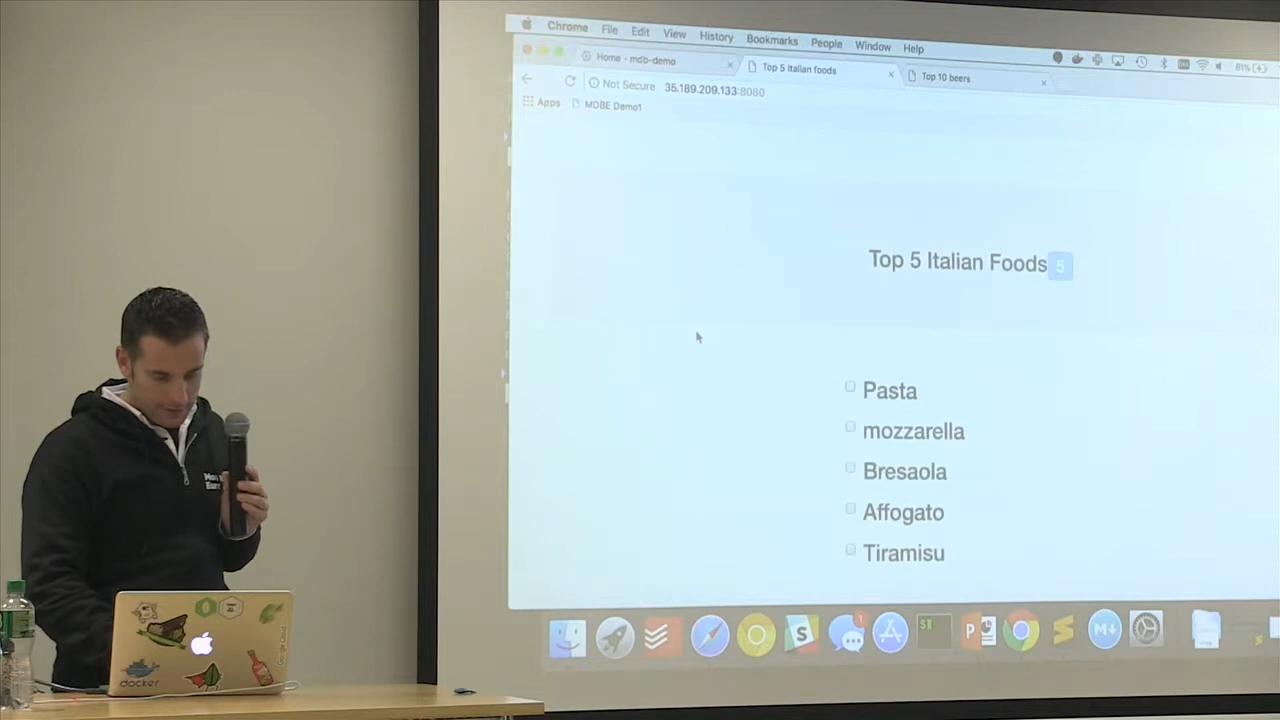 Chrome File Edit View History Bookmarks People Window Help 81%
Home - mdb-demo Top 5 Italian foods Top 10 beers
Not Secure 35.189.209.133:8080
Apps MDBE Demo1
Top 5 Italian Foods 5
Pasta
mozzarella
Bresaola
Affogato
Tiramisu
docker